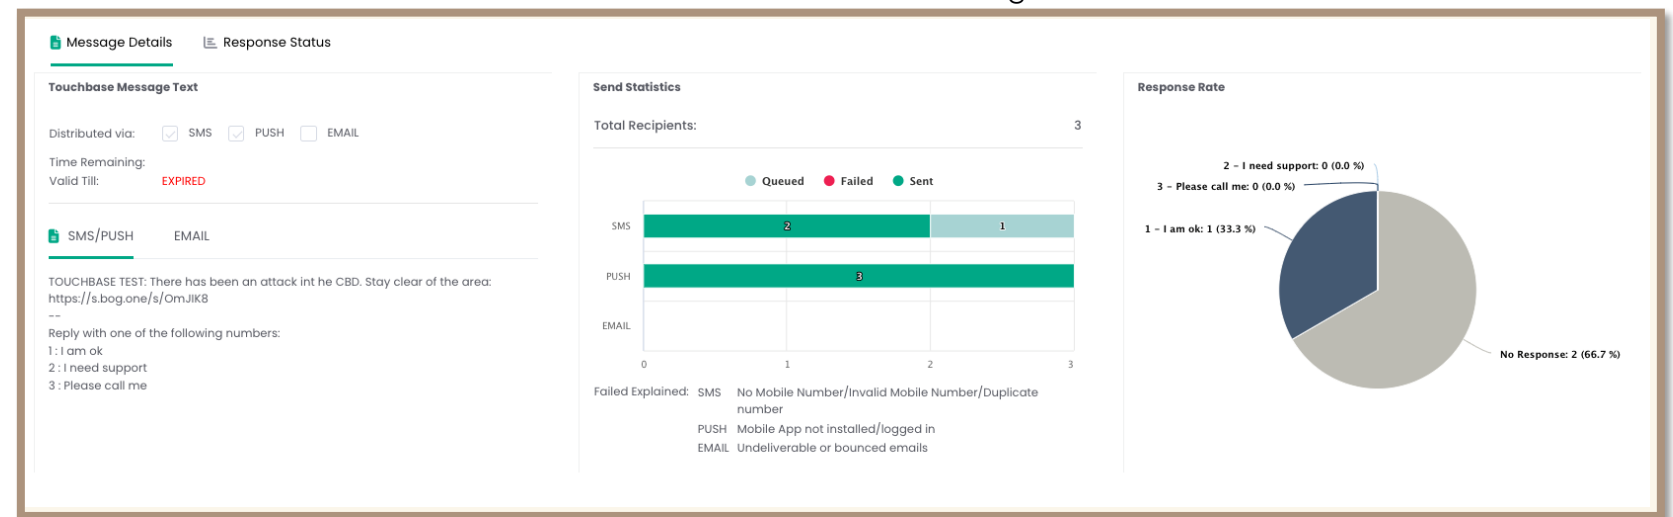 Message Details
Response Status
Touchbase Message Text
Distributed via: SMS PUSH EMAIL
Time Remaining:
Valid Till: EXPIRED
SMS/PUSH EMAIL
TOUCHBASE TEST: There has been an attack int he CBD. Stay clear of the area:
https://s.bog.one/s/OmJIK8
--
Reply with one of the following numbers:
1 : I am ok
2 : I need support
3 : Please call me
Send Statistics
Total Recipients: 3
Queued Failed Sent
SMS 2 1
PUSH 3
EMAIL
0 1 2 3
Failed Explained: SMS No Mobile Number/Invalid Mobile Number/Duplicate
number
PUSH Mobile App not installed/logged in
EMAIL Undeliverable or bounced emails
Response Rate
2 - I need support: 0 (0.0 %)
3 - Please call me: 0 (0.0 %)
1 - I am ok: 1 (33.3 %)
No Response: 2 (66.7 %)